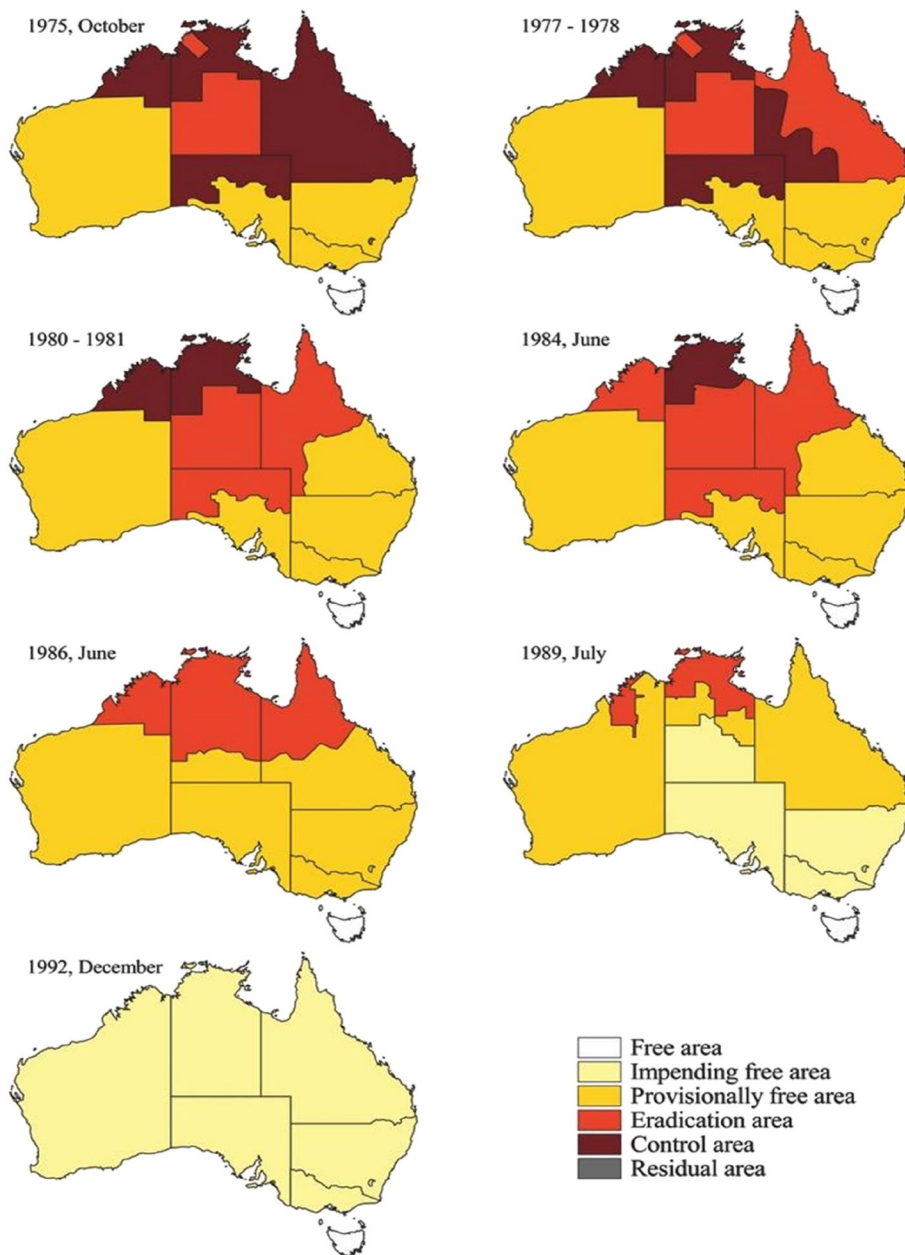 1975, October
1977 - 1978
1980 - 1981
1984, June
1986, June
1989, July
1992, December
Free area
Impending free area
Provisionally free area
Eradication area
Control area
Residual area